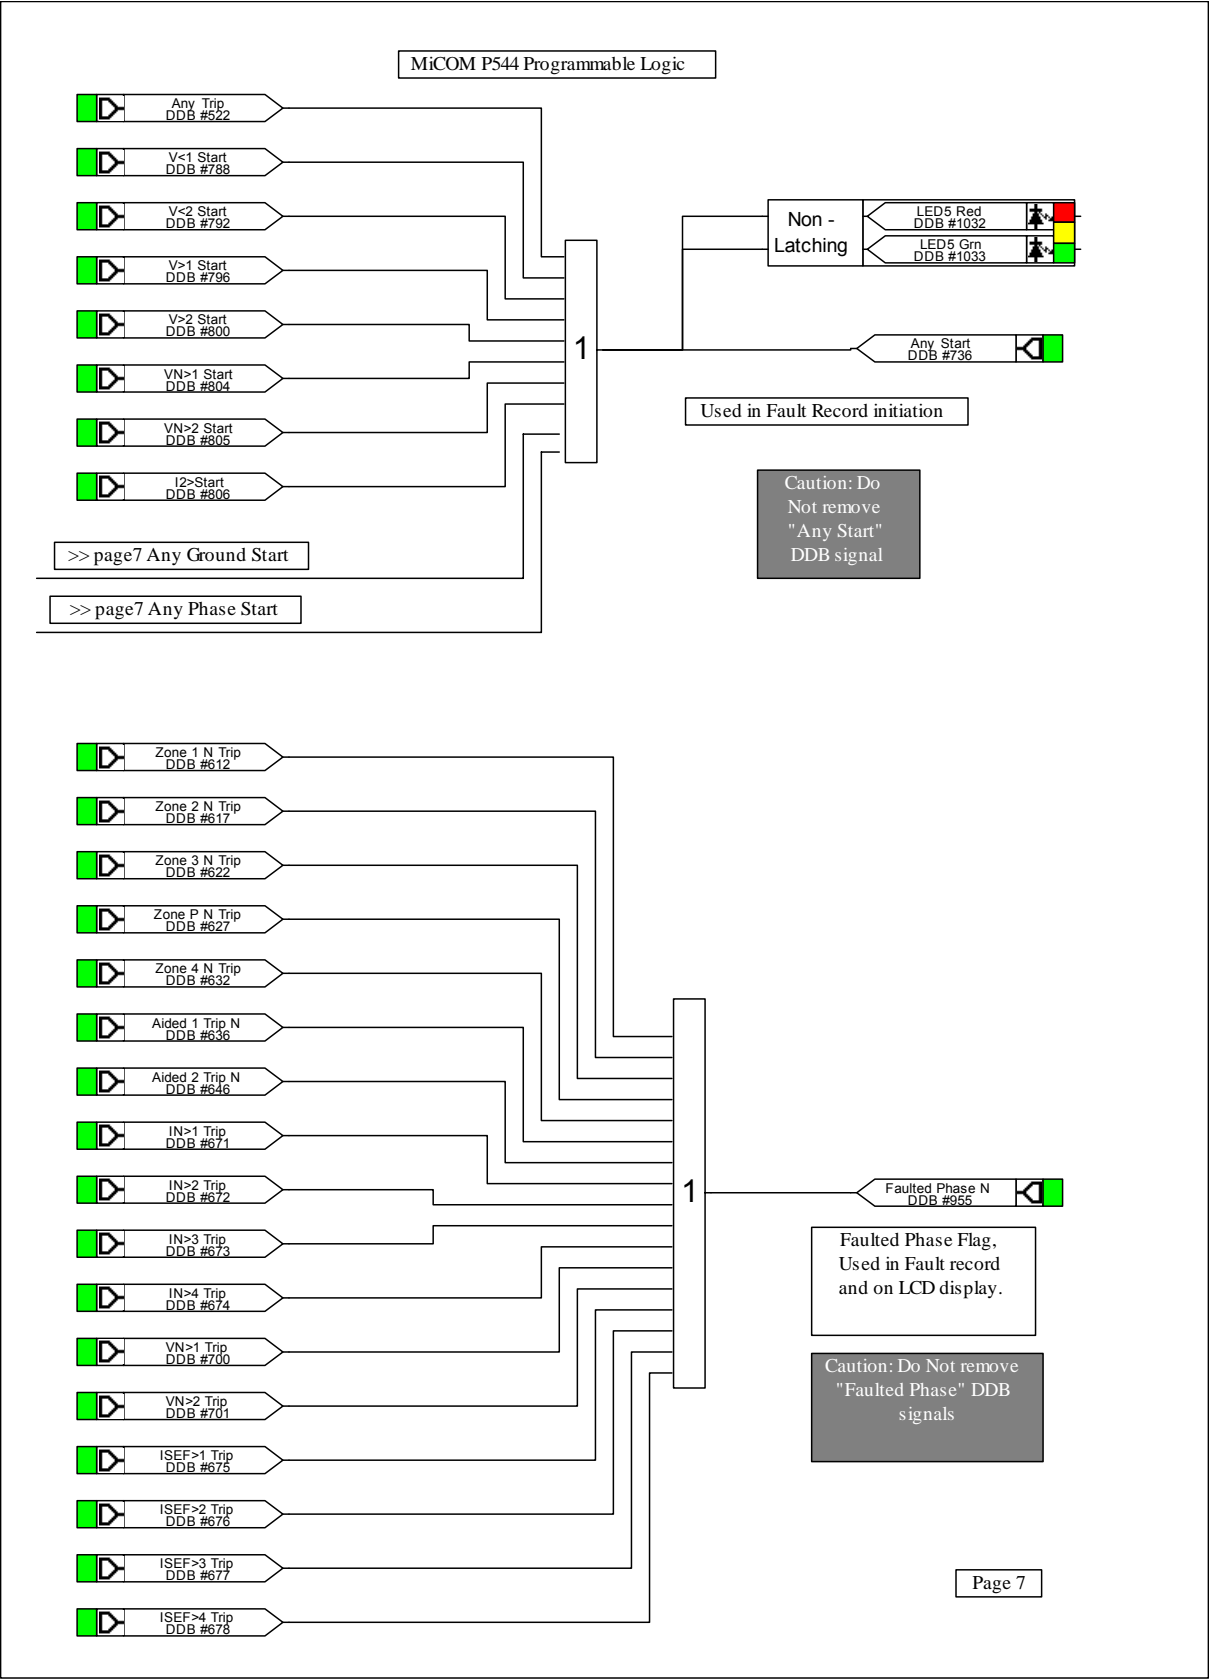 MiCOM P544 Programmable Logic
Any Trip
DDB #522
V<1 Start
DDB #788
V<2 Start
DDB #792
V>1 Start
DDB #796
V>2 Start
DDB #800
VN>1 Start
DDB #804
VN>2 Start
DDB #805
I2>Start
DDB #806
>> page7 Any Ground Start
>> page7 Any Phase Start
1
Non -
Latching
LED5 Red
DDB #1032
LED5 Grn
DDB #1033
Any Start
DDB #736
Used in Fault Record initiation
Caution: Do
Not remove
"Any Start"
DDB signal
Zone 1 N Trip
DDB #612
Zone 2 N Trip
DDB #617
Zone 3 N Trip
DDB #622
Zone P N Trip
DDB #627
Zone 4 N Trip
DDB #632
Aided 1 Trip N
DDB #636
Aided 2 Trip N
DDB #646
IN>1 Trip
DDB #671
IN>2 Trip
DDB #672
IN>3 Trip
DDB #673
IN>4 Trip
DDB #674
VN>1 Trip
DDB #700
VN>2 Trip
DDB #701
ISEF>1 Trip
DDB #675
ISEF>2 Trip
DDB #676
ISEF>3 Trip
DDB #677
ISEF>4 Trip
DDB #678
1
Faulted Phase N
DDB #955
Faulted Phase Flag,
Used in Fault record
and on LCD display.
Caution: Do Not remove
"Faulted Phase" DDB
signals
Page 7